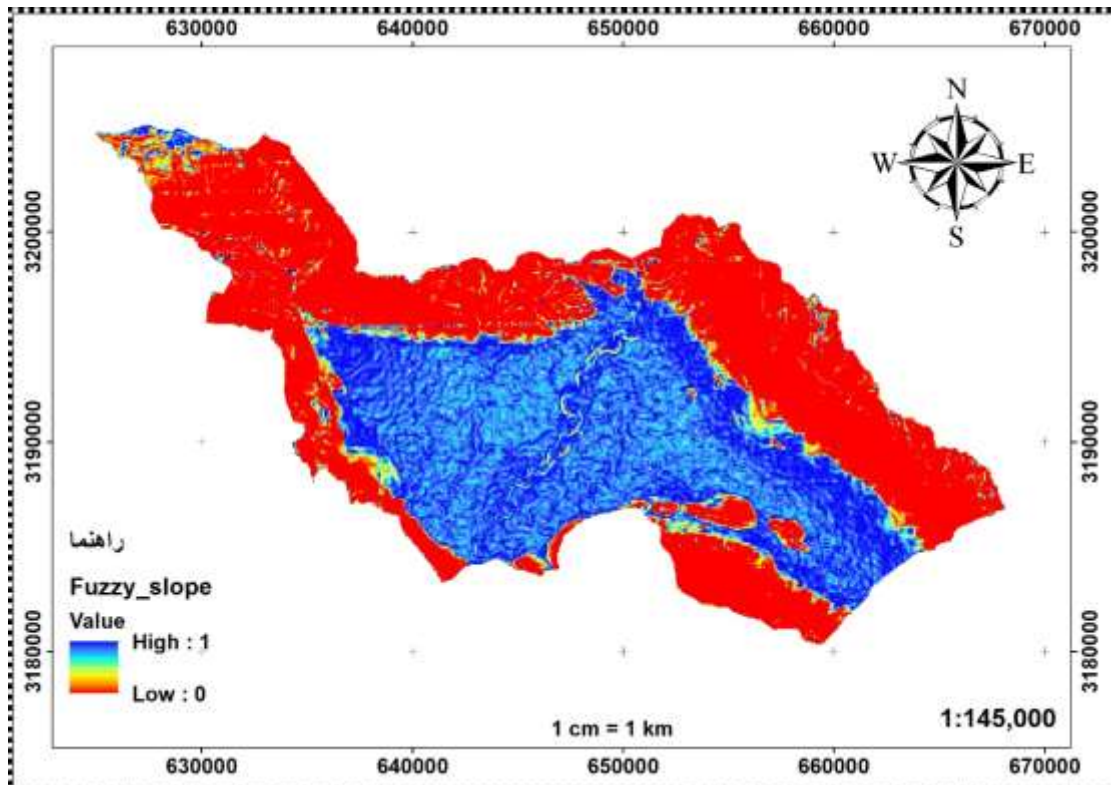 630000 640000 650000 660000 670000
N
W E
S
3200000 3200000
3190000 3190000
راهنما
Fuzzy_slope
Value
High : 1
Low : 0
3180000 3180000
1:145,000
1 cm = 1 km
630000 640000 650000 660000 670000